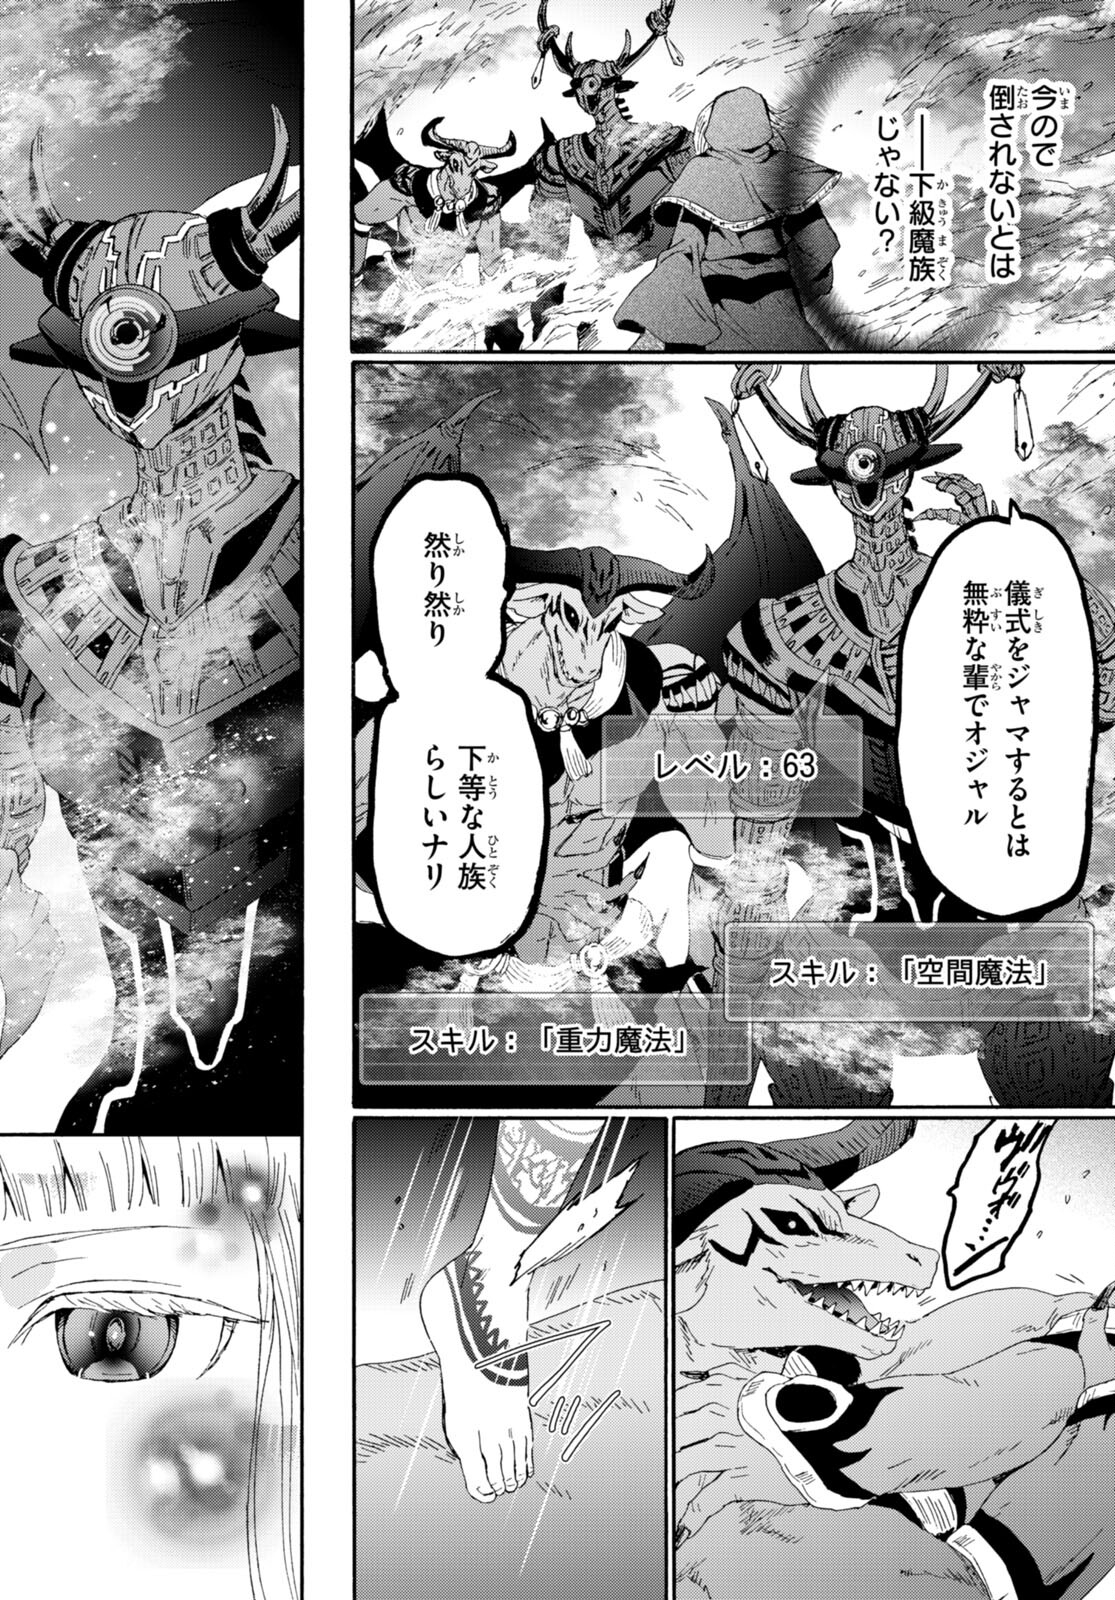 今ので
倒されないとは
――下級魔族
じゃない？
儀式をジャマするとは
無粋な輩でオジャル
レベル：63
スキル：「空間魔法」
然り然り
下等な人族
らしいナリ
スキル：「重力魔法」